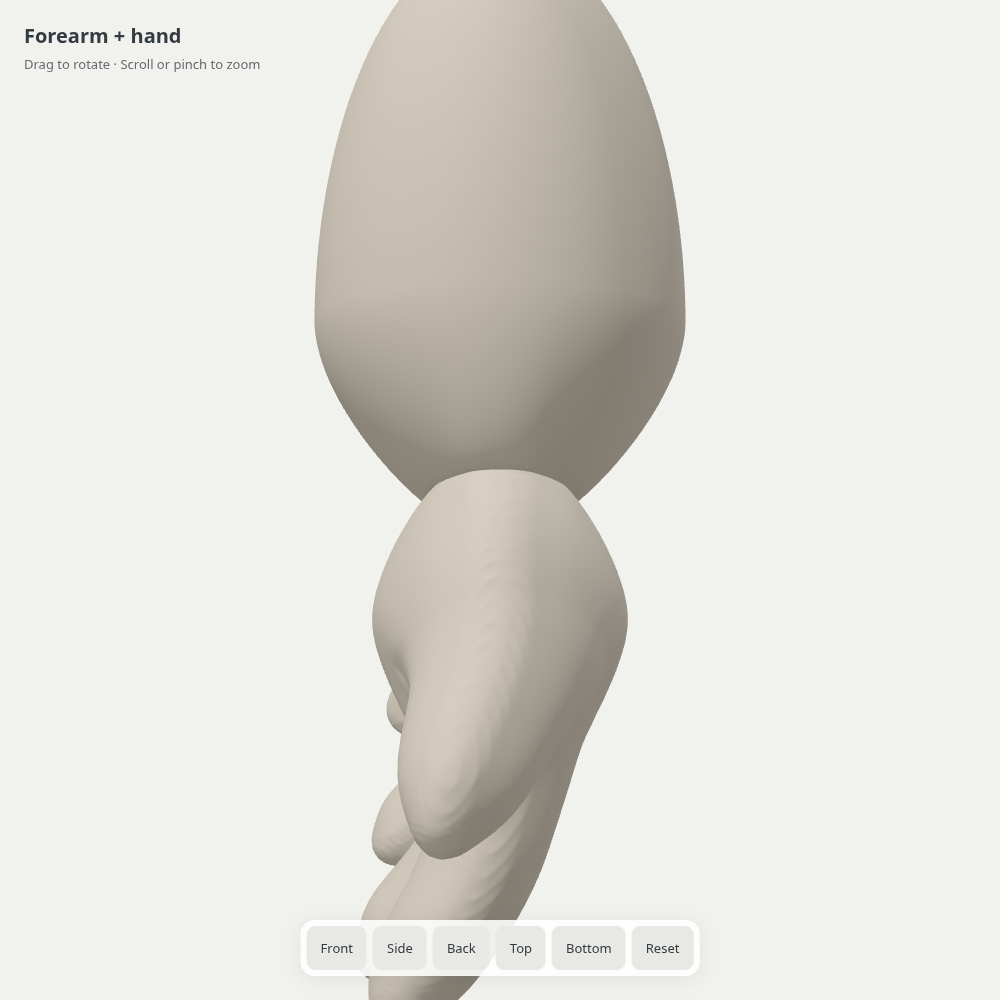 Forearm + hand
Drag to rotate · Scroll or pinch to zoom
Front Side Back Top Bottom Reset